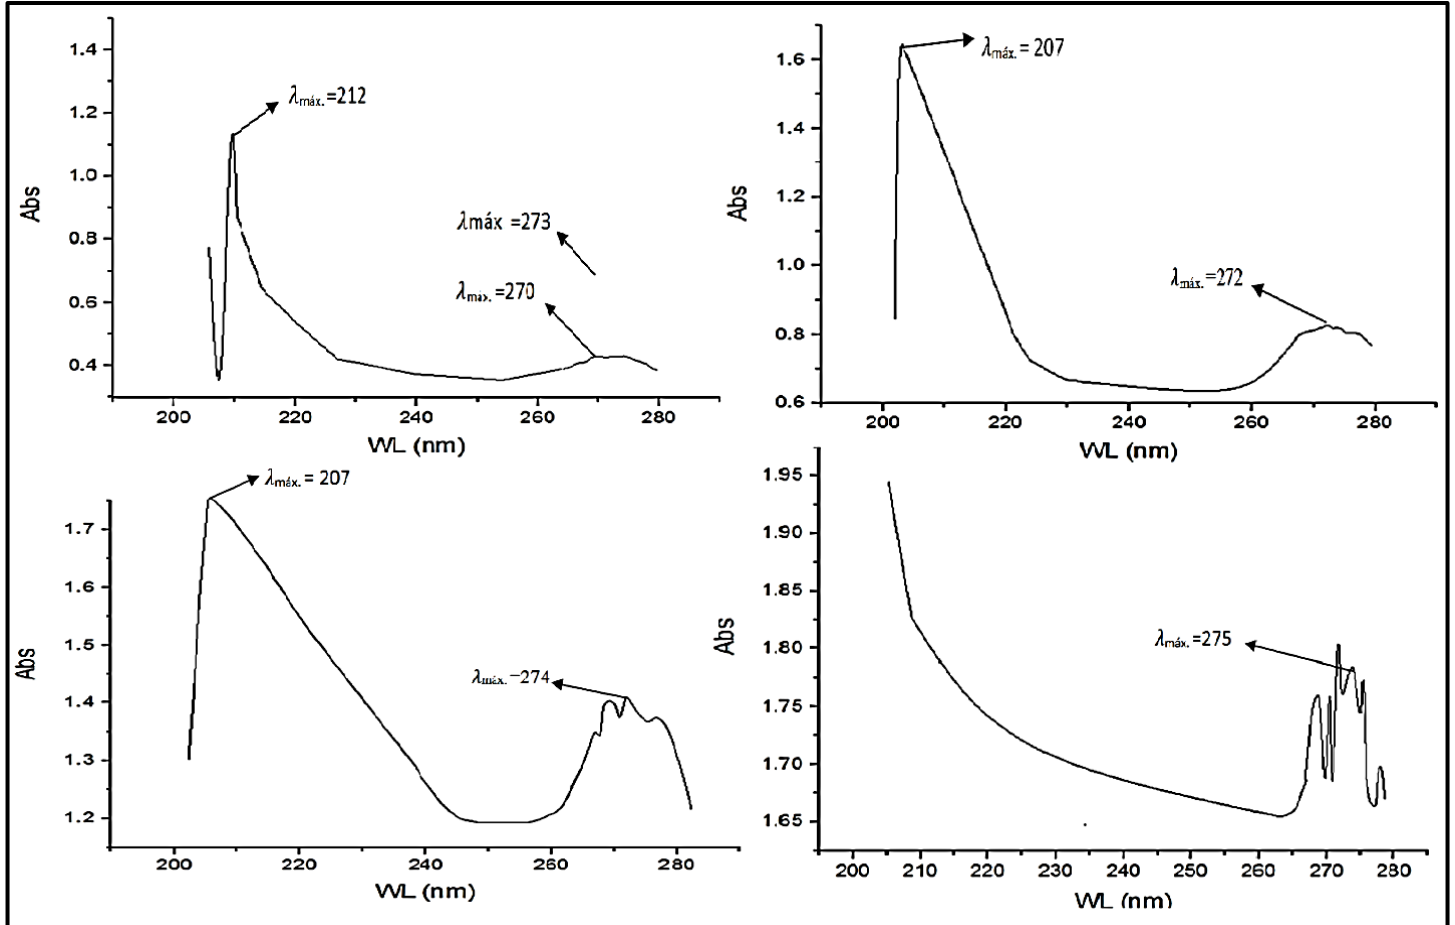 1.4
1.2
1.0
0.8
0.6
0.4
Abs
λmáx.=212
λmáx =273
λmáx.=270
200 220 240 260 280
WL (nm)
1.6
1.4
1.2
1.0
0.8
0.6
Abs
λmáx.= 207
λmáx.=272
200 220 240 260 280
WL (nm)
1.7
1.6
1.5
1.4
1.3
1.2
Abs
λmáx.= 207
λmáx.=274
200 220 240 260 280
WL (nm)
1.95
1.90
1.85
1.80
1.75
1.70
1.65
Abs
λmáx.=275
200 210 220 230 240 250 260 270 280
WL (nm)